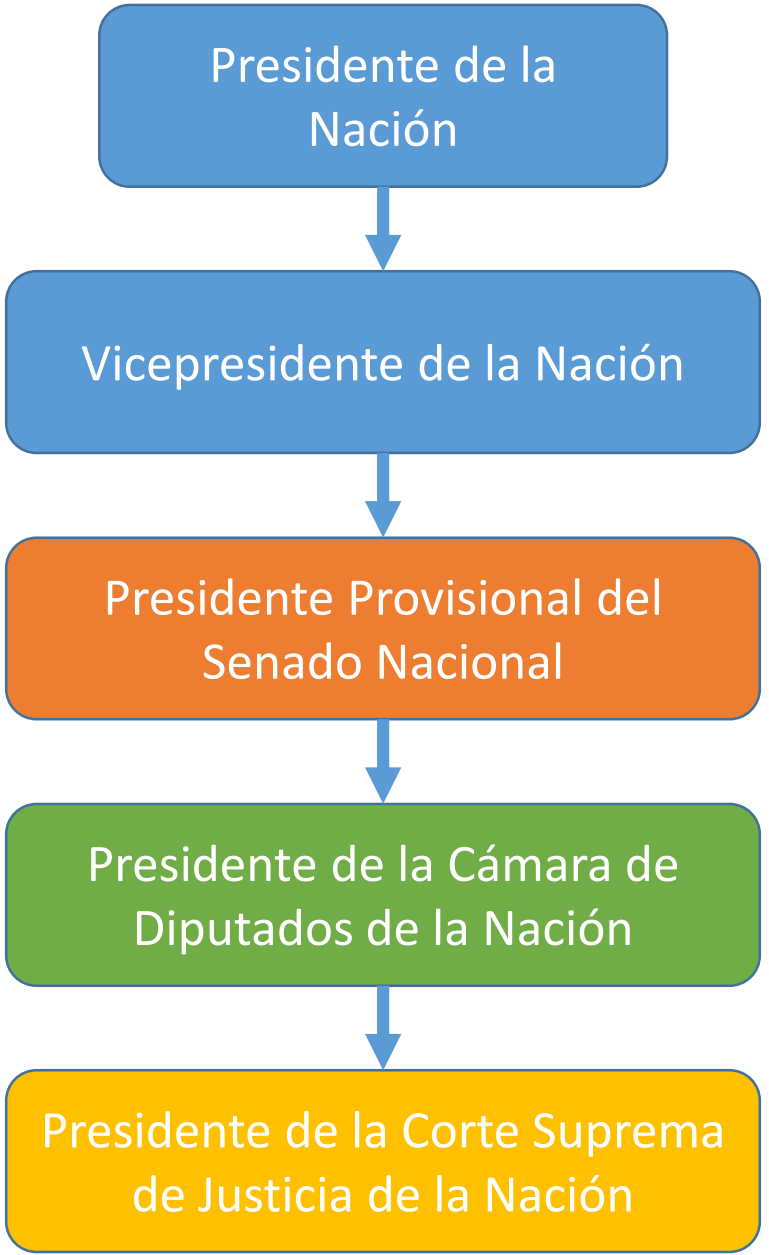 Presidente de la
Nación
Vicepresidente de la Nación
Presidente Provisional del
Senado Nacional
Presidente de la Cámara de
Diputados de la Nación
Presidente de la Corte Suprema
de Justicia de la Nación